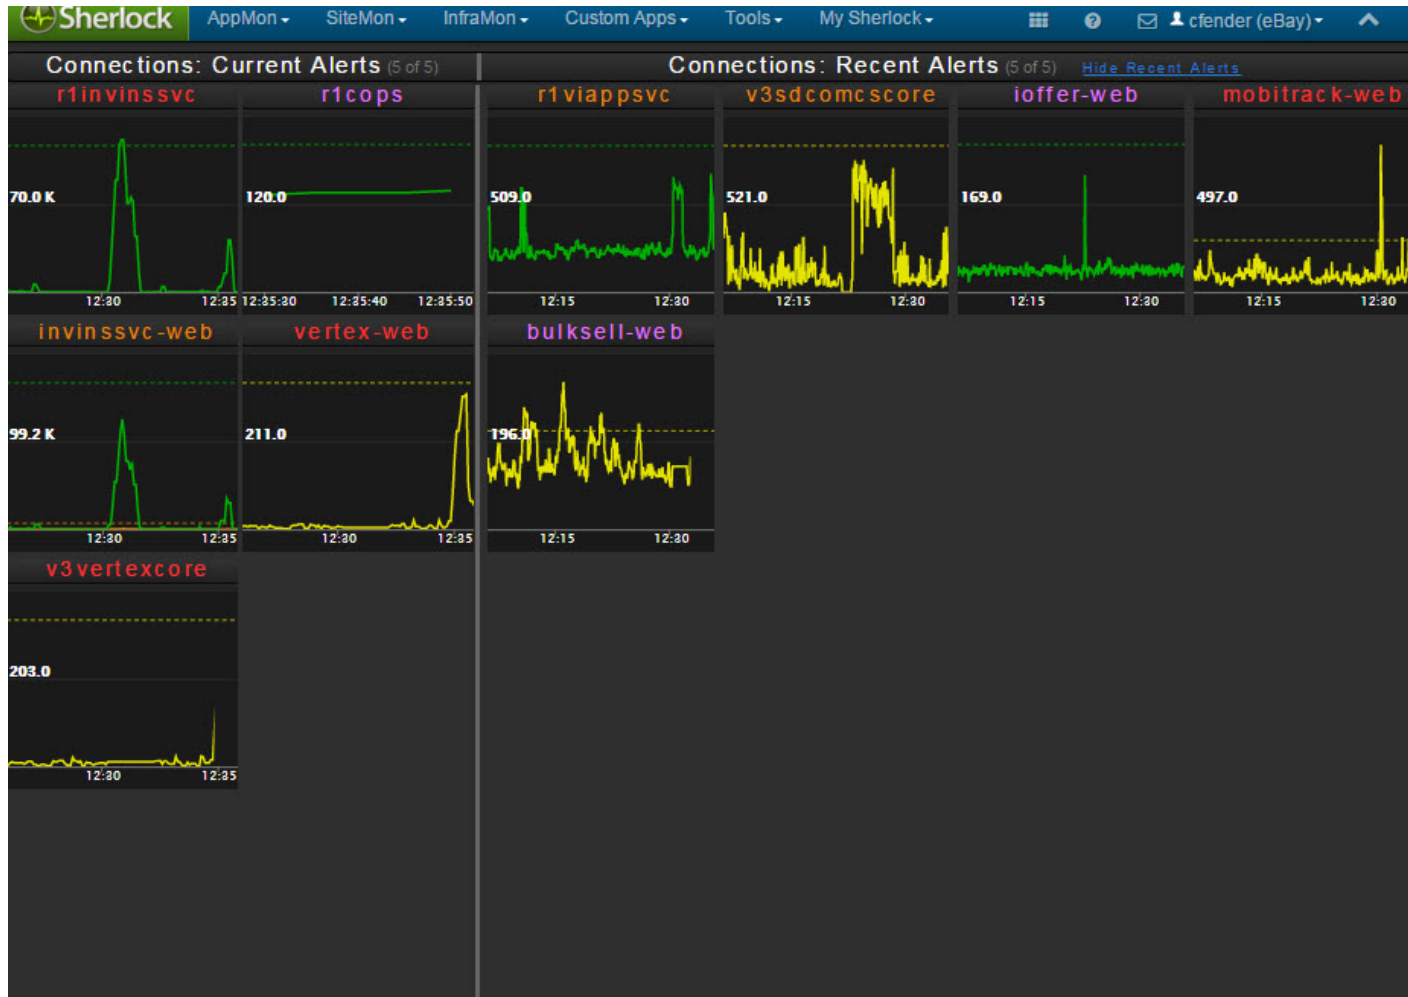 Sherlock AppMon SiteMon InfraMon Custom Apps Tools My Sherlock cfender (eBay)
Connections: Current Alerts (5 of 5)
r1invinssvc r1cops
70.0 K 120.0
12:30 12:35 12:35:30 12:35:40 12:35:50
invinssvc-web vertex-web
99.2 K 211.0
12:30 12:35 12:30 12:35
v3vertexcore
203.0
12:30 12:35
Connections: Recent Alerts (5 of 5) Hide Recent Alerts
r1viappsvc v3sdcomcscore ioffer-web mobitrack-web
509.0 521.0 169.0 497.0
12:15 12:30 12:15 12:30 12:15 12:30 12:15 12:30
bulksell-web
196.0
12:15 12:30